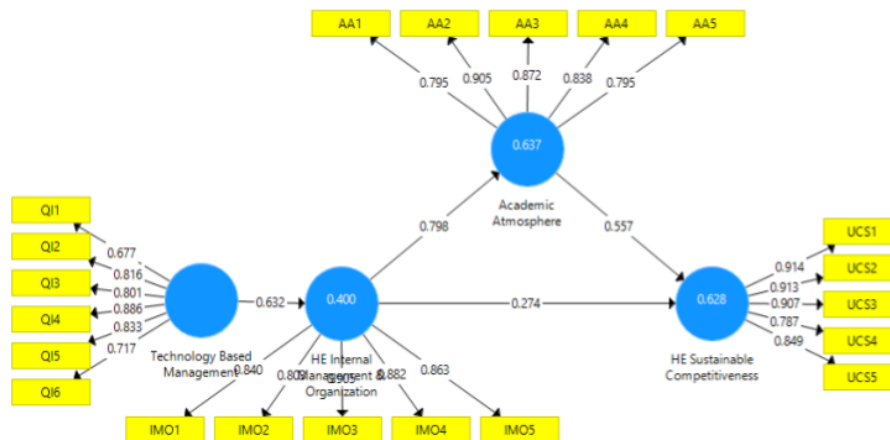 AA1 AA2 AA3 AA4 AA5
0.795 0.905 0.872 0.838 0.795
0.637
Academic
Atmosphere
0.798
0.557
QI1
QI2
QI3
QI4
QI5
QI6
0.677
0.816
0.801
0.886
0.833
0.717
Technology Based
Management
0.632
0.400
HE Internal
Management &
Organization
0.274
0.628
HE Sustainable
Competitiveness
0.914
0.913
0.907
0.787
0.849
UCS1
UCS2
UCS3
UCS4
UCS5
0.840 0.905 0.882 0.863
IMO1 IMO2 IMO3 IMO4 IMO5